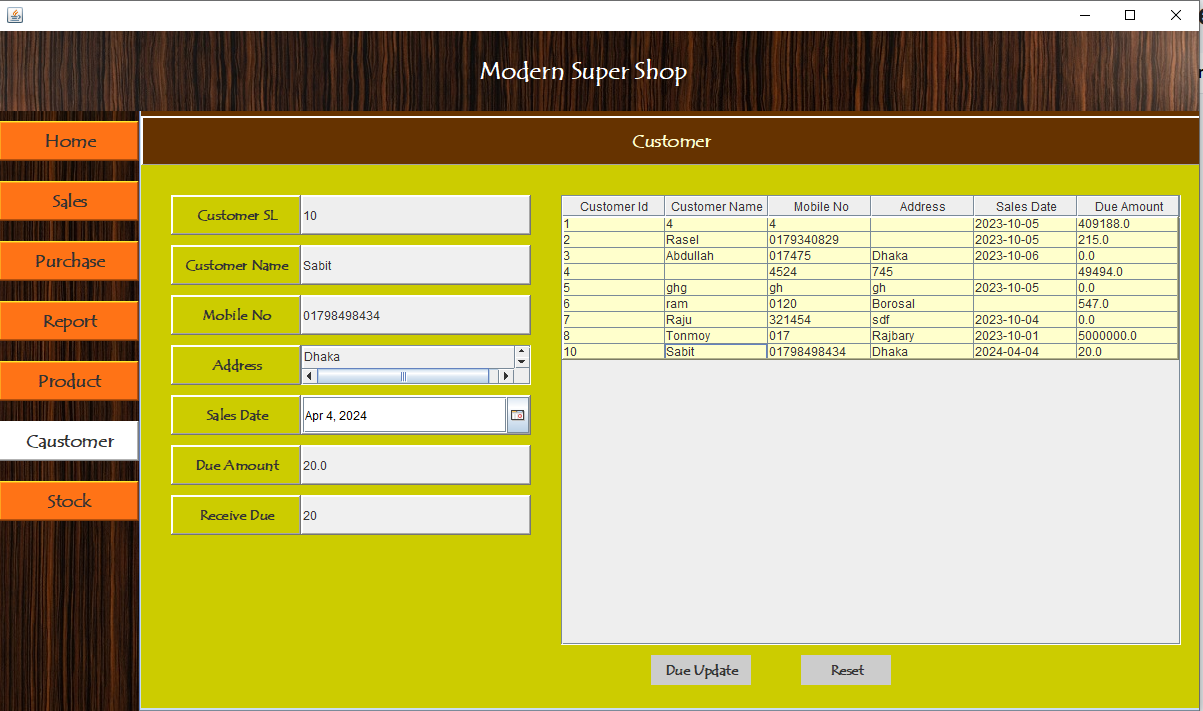 Modern Super Shop
Home
Sales
Purchase
Report
Product
Caustomer
Stock
Customer
Customer SL 10
Customer Name Sabit
Mobile No 01798498434
Address Dhaka
Sales Date Apr 4, 2024
Due Amount 20.0
Receive Due 20
Customer Id Customer Name Mobile No Address Sales Date Due Amount
1 4 4 2023-10-05 409188.0
2 Rasel 0179340829 2023-10-05 215.0
3 Abdullah 017475 Dhaka 2023-10-06 0.0
4 4524 745 49494.0
5 ghg gh gh 2023-10-05 0.0
6 ram 0120 Borosal 547.0
7 Raju 321454 sdf 2023-10-04 0.0
8 Tonmoy 017 Rajbary 2023-10-01 5000000.0
10 Sabit 01798498434 Dhaka 2024-04-04 20.0
Due Update Reset